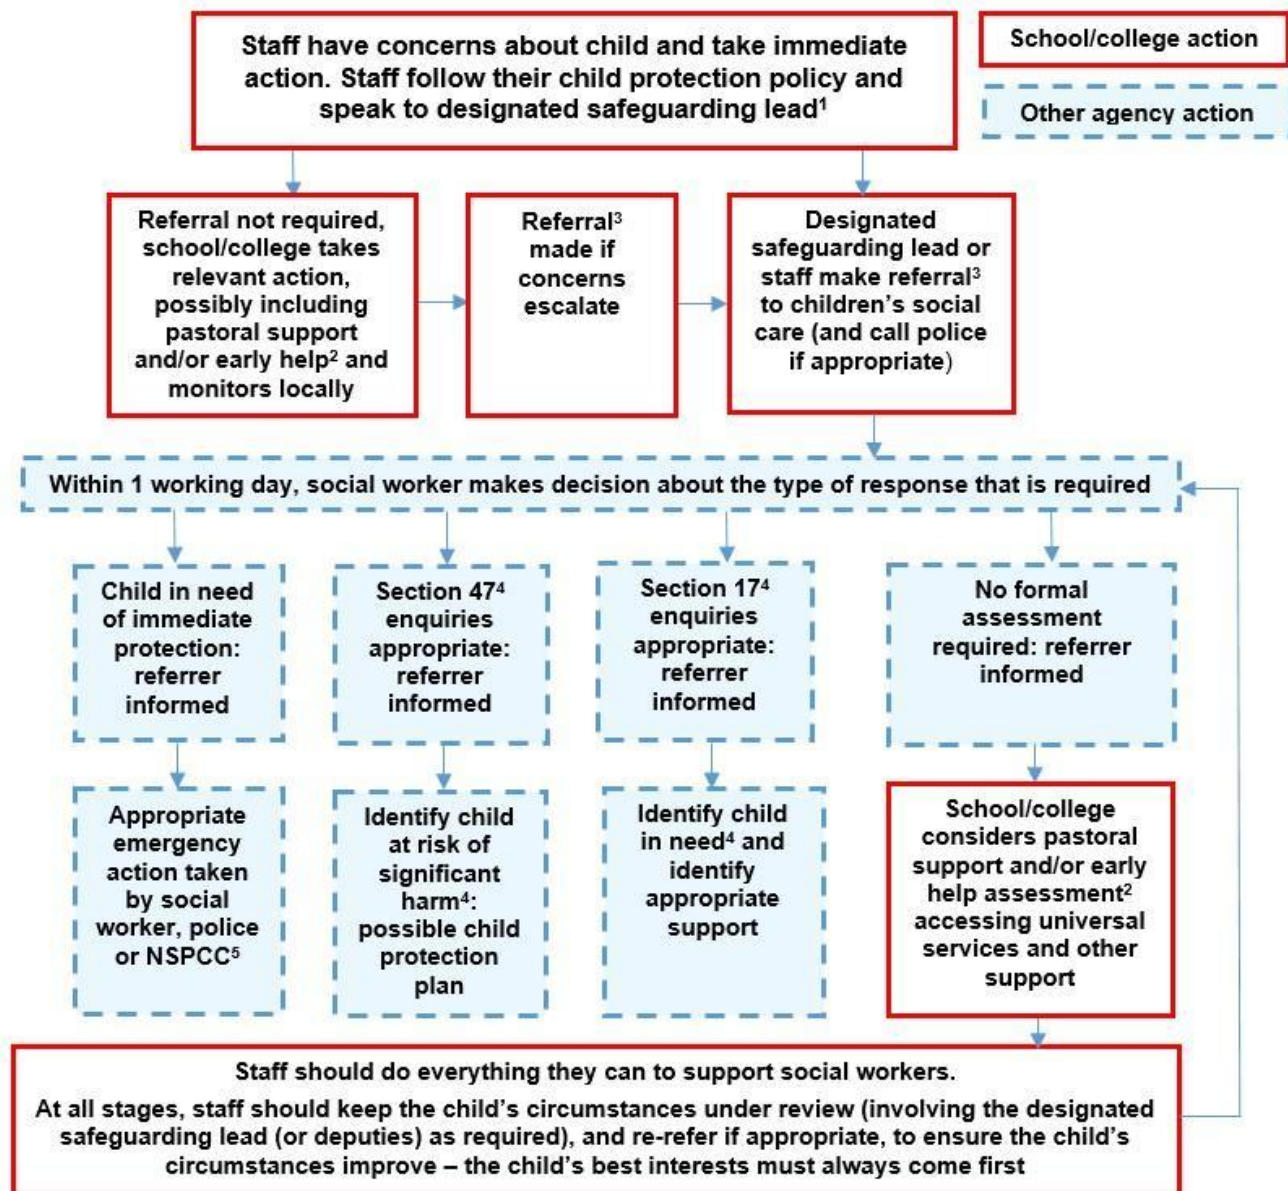 Staff have concerns about child and take immediate
action. Staff follow their child protection policy and
speak to designated safeguarding lead¹
School/college action
Other agency action
Referral not required,
school/college takes
relevant action,
possibly including
pastoral support
and/or early help² and
monitors locally
Referral³
made if
concerns
escalate
Designated
safeguarding lead or
staff make referral³
to children’s social
care (and call police
if appropriate)
Within 1 working day, social worker makes decision about the type of response that is required
Child in need
of immediate
protection:
referrer
informed
Section 47⁴
enquiries
appropriate:
referrer
informed
Section 17⁴
enquiries
appropriate:
referrer
informed
No formal
assessment
required: referrer
informed
Appropriate
emergency
action taken
by social
worker, police
or NSPCC⁵
Identify child
at risk of
significant
harm⁴:
possible child
protection
plan
Identify child
in need⁴ and
identify
appropriate
support
School/college
considers pastoral
support and/or early
help assessment²
accessing universal
services and other
support
Staff should do everything they can to support social workers.
At all stages, staff should keep the child’s circumstances under review (involving the designated
safeguarding lead (or deputies) as required), and re-refer if appropriate, to ensure the child’s
circumstances improve – the child’s best interests must always come first